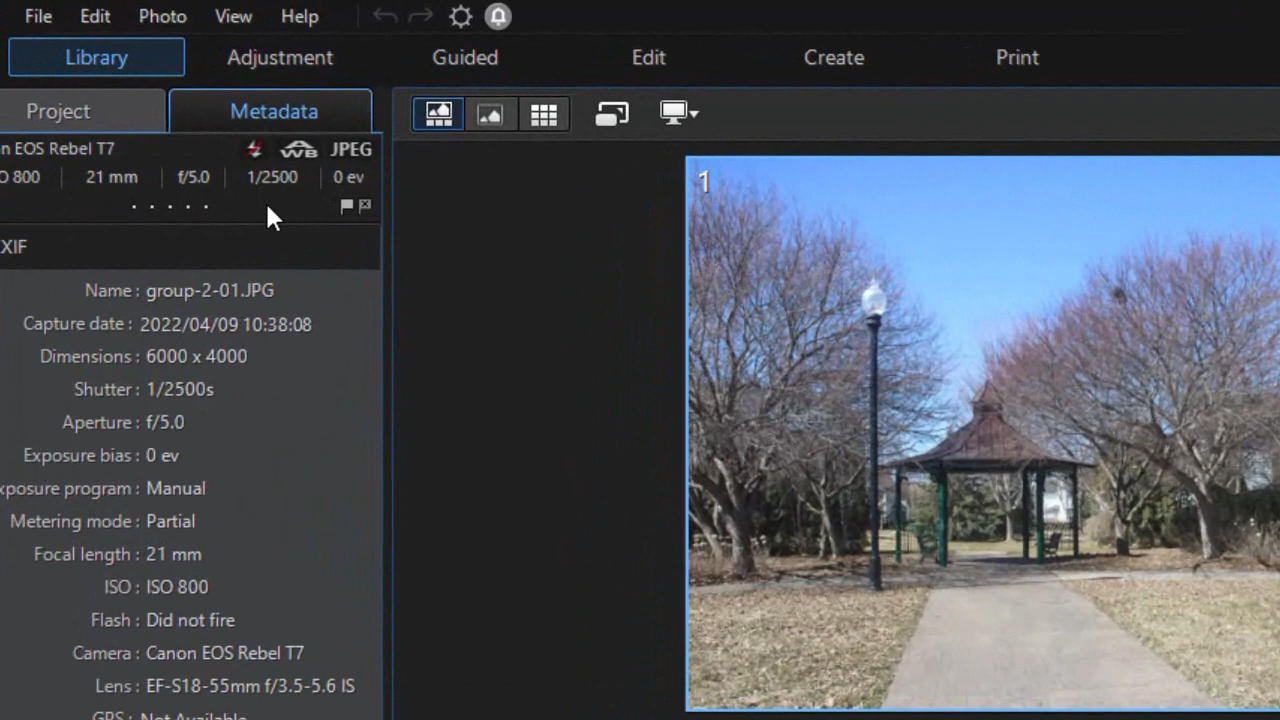 File Edit Photo View Help
Library Adjustment Guided Edit Create Print
Project Metadata
n EOS Rebel T7 WB JPEG
O 800 21 mm f/5.0 1/2500 0 ev
1
XIF
Name : group-2-01.JPG
Capture date : 2022/04/09 10:38:08
Dimensions : 6000 x 4000
Shutter : 1/2500s
Aperture : f/5.0
Exposure bias : 0 ev
xposure program : Manual
Metering mode : Partial
Focal length : 21 mm
ISO : ISO 800
Flash : Did not fire
Camera : Canon EOS Rebel T7
Lens : EF-S18-55mm f/3.5-5.6 IS
GPS : Not Available